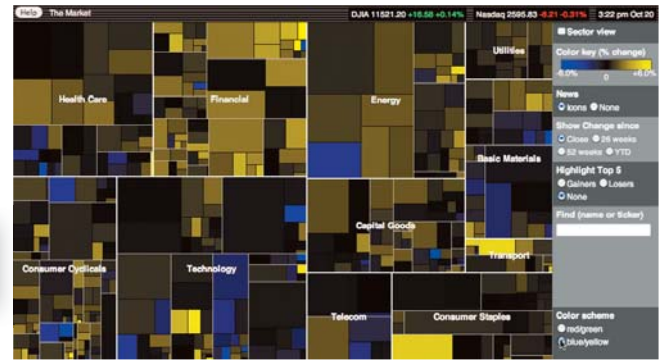 Help The Market DJIA 11521.20 +16.58 +0.14% Nasdaq 2595.83 -8.21 -0.31% 3:22 pm Oct 20
Health Care
Financial
Energy
Utilities
Basic Materials
Capital Goods
Transport
Consumer Cyclicals
Technology
Telecom
Consumer Staples
Sector view
Color key (% change)
-6.0% 0 +6.0%
News
Icons None
Show Change since
Close 26 weeks
52 weeks YTD
Highlight Top 5
Gainers Losers
None
Find (name or ticker)
Color scheme
red/green
blue/yellow